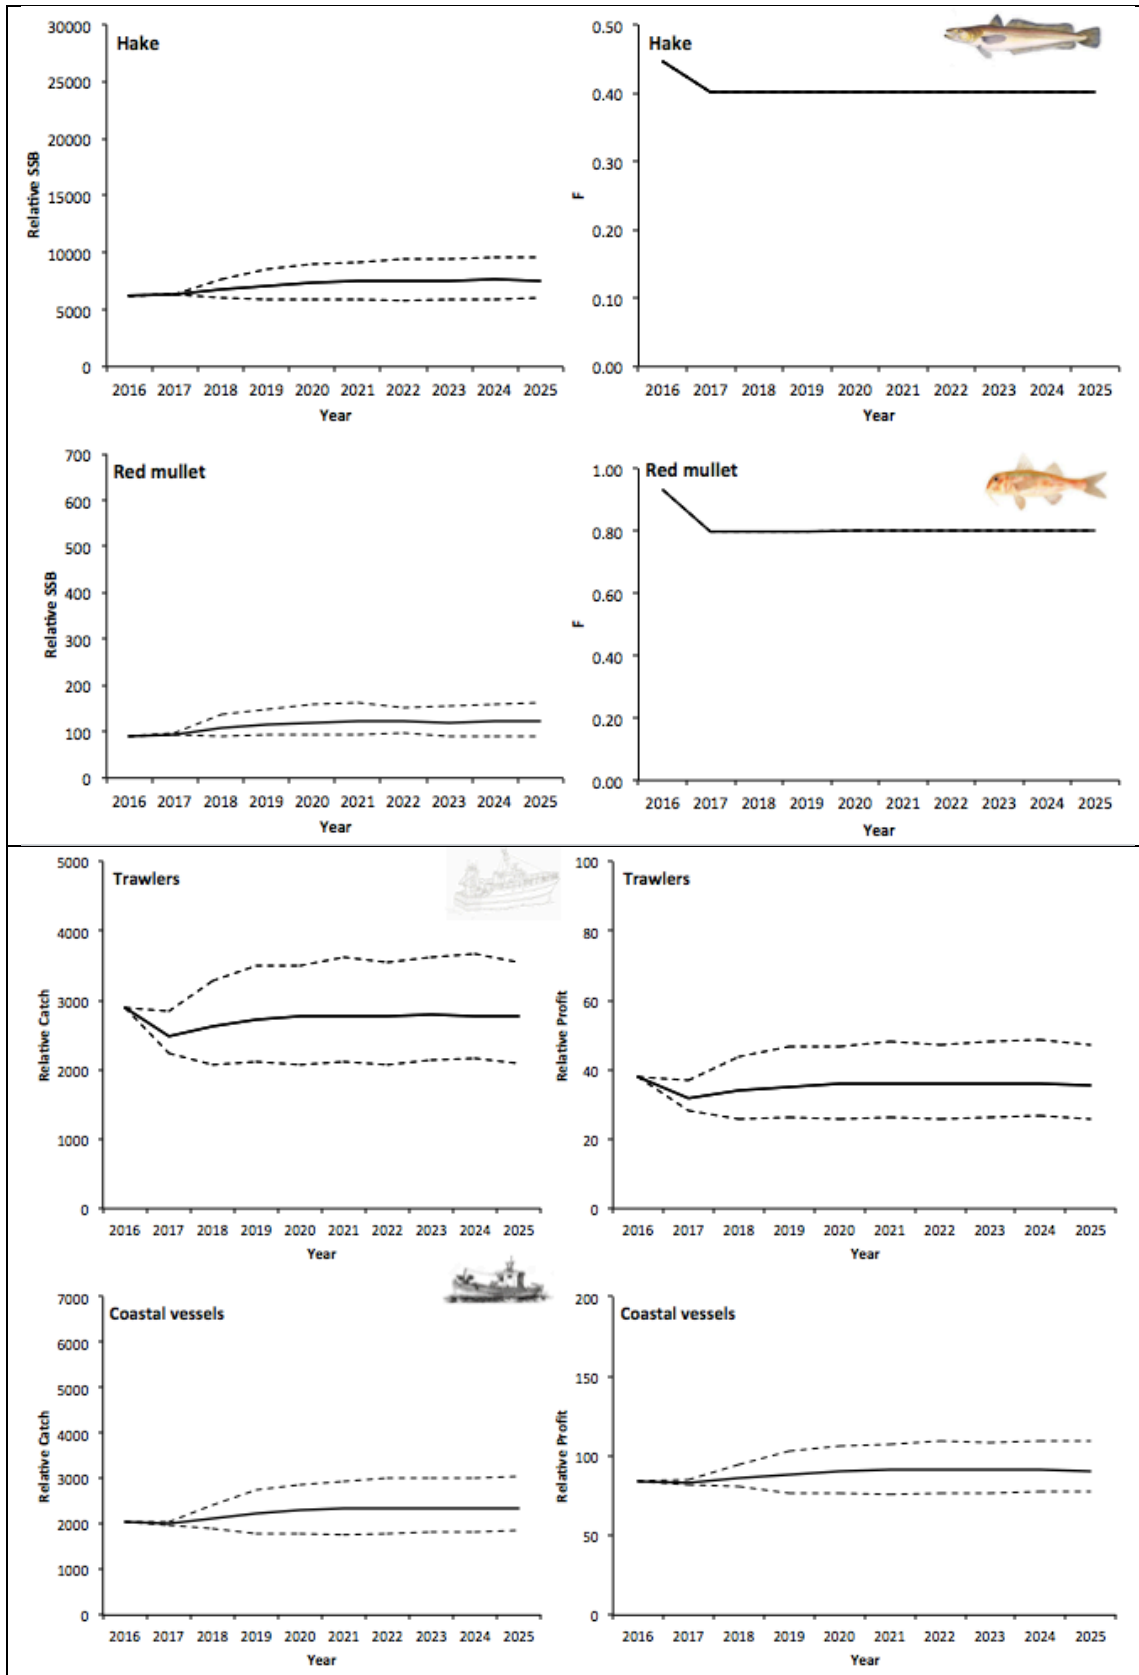 Hake
30000
25000
20000
15000
10000
5000
0
Relative SSB
2016 2017 2018 2019 2020 2021 2022 2023 2024 2025
Year
Hake
0.50
0.40
0.30
0.20
0.10
0.00
F
2016 2017 2018 2019 2020 2021 2022 2023 2024 2025
Year
Red mullet
700
600
500
400
300
200
100
0
Relative SSB
2016 2017 2018 2019 2020 2021 2022 2023 2024 2025
Year
Red mullet
1.00
0.80
0.60
0.40
0.20
0.00
F
2016 2017 2018 2019 2020 2021 2022 2023 2024 2025
Year
Trawlers
5000
4000
3000
2000
1000
0
Relative Catch
2016 2017 2018 2019 2020 2021 2022 2023 2024 2025
Year
Trawlers
100
80
60
40
20
0
Relative Profit
2016 2017 2018 2019 2020 2021 2022 2023 2024 2025
Year
Coastal vessels
7000
6000
5000
4000
3000
2000
1000
0
Relative Catch
2016 2017 2018 2019 2020 2021 2022 2023 2024 2025
Year
Coastal vessels
200
150
100
50
0
Relative Profit
2016 2017 2018 2019 2020 2021 2022 2023 2024 2025
Year